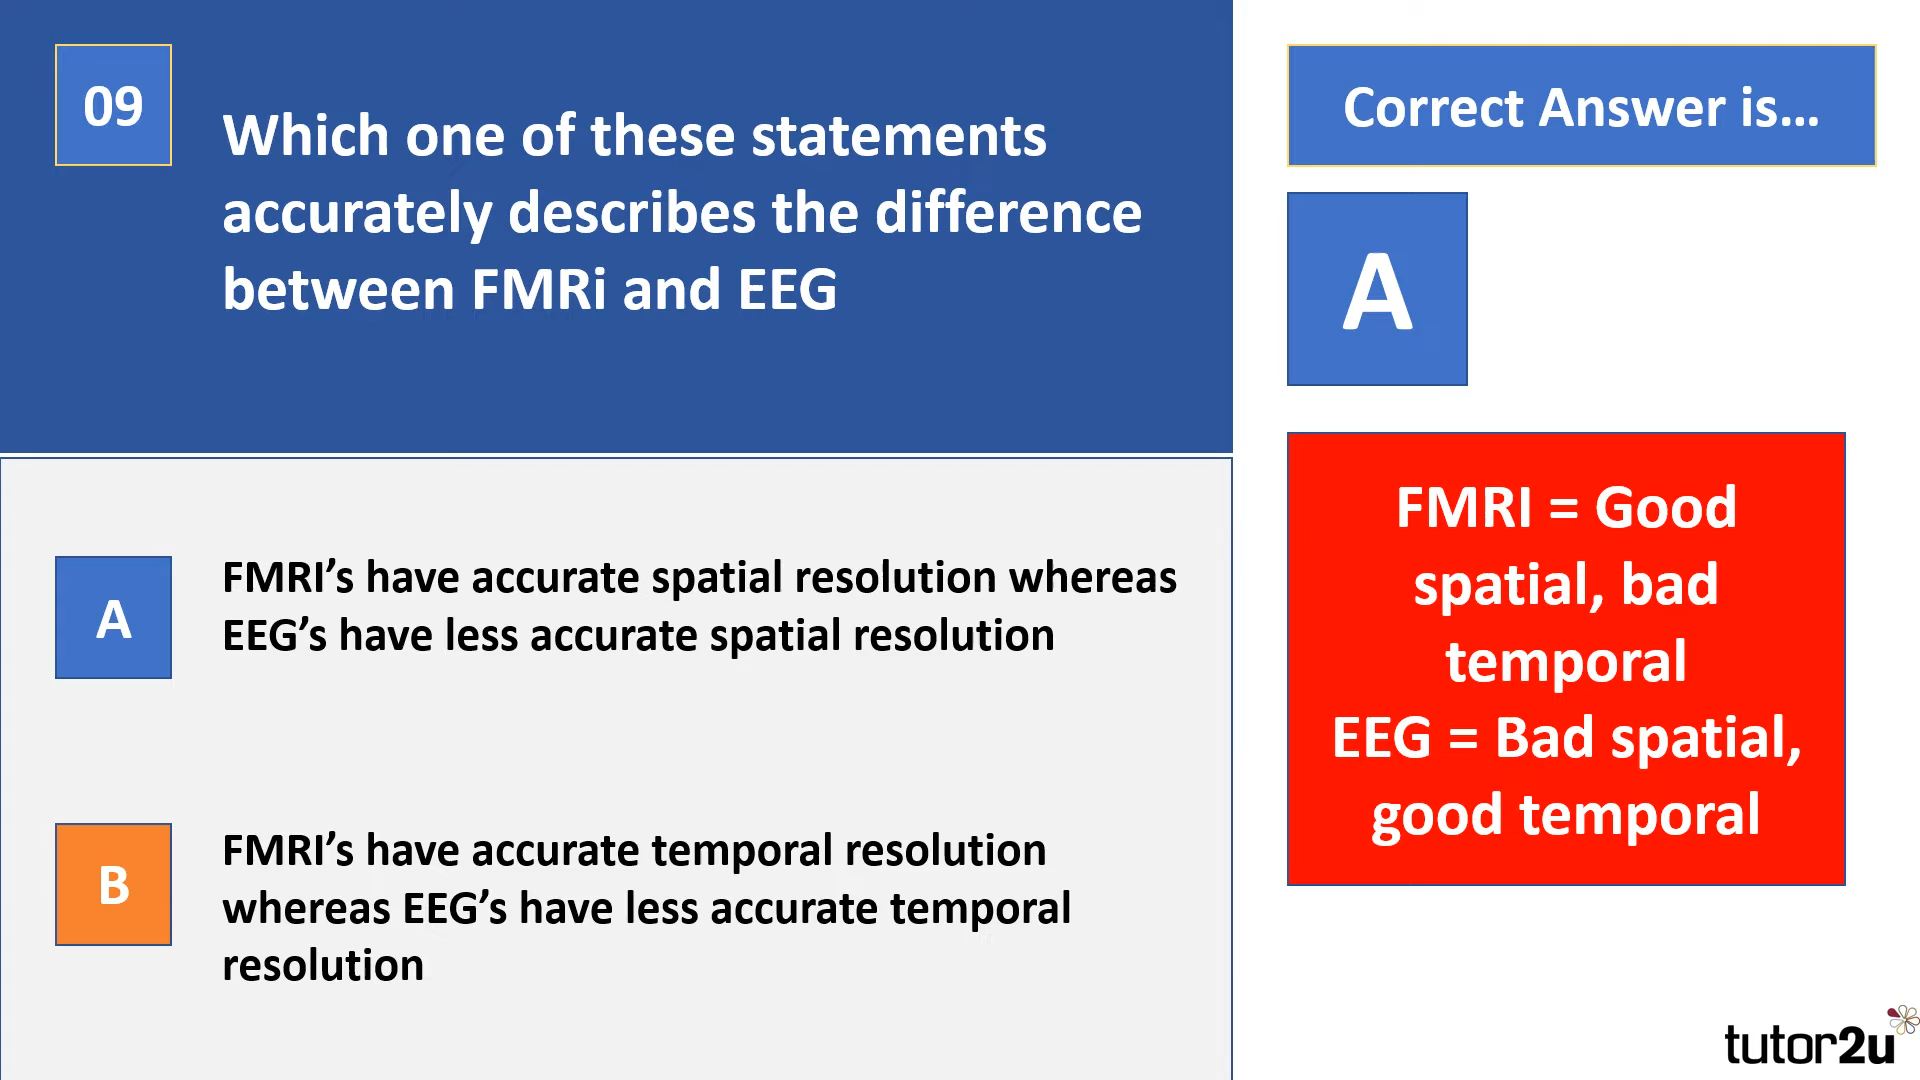 09
Which one of these statements
accurately describes the difference
between FMRi and EEG
A
FMRI’s have accurate spatial resolution whereas
EEG’s have less accurate spatial resolution
B
FMRI’s have accurate temporal resolution
whereas EEG’s have less accurate temporal
resolution
Correct Answer is...
A
FMRI = Good
spatial, bad
temporal
EEG = Bad spatial,
good temporal
tutor2u